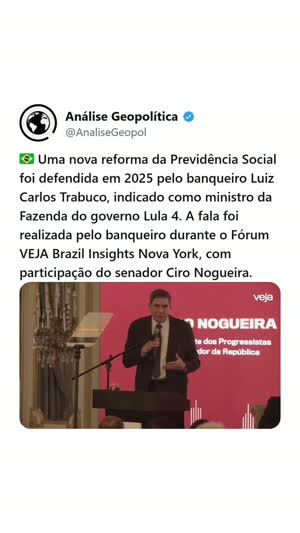 Análise Geopolítica
@AnaliseGeopol
🇧🇷 Uma nova reforma da Previdência Social
foi defendida em 2025 pelo banqueiro Luiz
Carlos Trabuco, indicado como ministro da
Fazenda do governo Lula 4. A fala foi
realizada pelo banqueiro durante o Fórum
VEJA Brazil Insights Nova York, com
participação do senador Ciro Nogueira.
veja
O NOGUEIRA
te dos Progressistas
dor da República